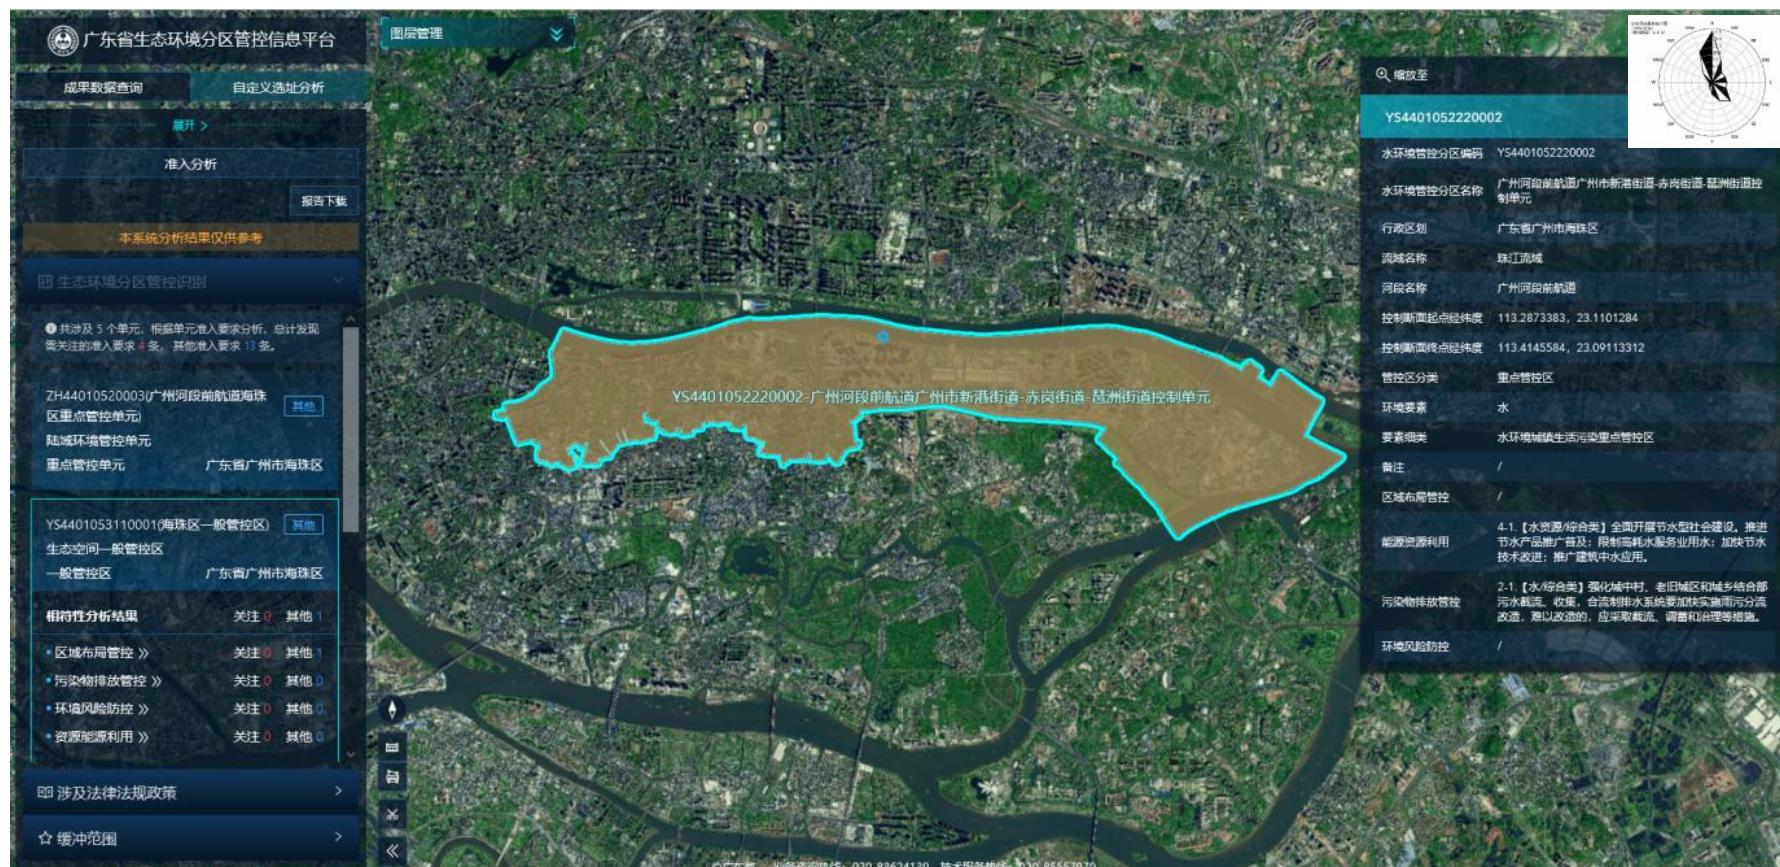 广东省生态环境分区管控信息平台
成果数据查询
自定义选址分析
展开 >
准入分析
报告下载
本系统分析结果仅供参考
生态环境分区管控识别
共涉及 5 个单元，根据单元准入要求分析，总计发现
需关注的准入要求 4 条，其他准入要求 13 条。
ZH44010520003(广州河段前航道海珠
区重点管控单元)
其他
陆域环境管控单元
重点管控单元 广东省广州市海珠区
YS4401053110001(海珠区一般管控区)
其他
生态空间一般管控区
一般管控区 广东省广州市海珠区
相符性分析结果 关注 0 其他 1
区域布局管控 关注 0 其他 1
污染物排放管控 关注 0 其他 0
环境风险防控 关注 0 其他 0
资源能源利用 关注 0 其他 0
涉及法律法规政策
缓冲范围
图层管理
YS4401052220002-广州河段前航道广州市新港街道-赤岗街道-琶洲街道控制单元
缩放至
YS4401052220002
水环境管控分区编码 YS4401052220002
水环境管控分区名称 广州河段前航道广州市新港街道-赤岗街道-琶洲街道控
制单元
行政区划 广东省广州市海珠区
流域名称 珠江流域
河段名称 广州河段前航道
控制断面起点经纬度 113.2873383, 23.1101284
控制断面终点经纬度 113.4145584, 23.09113312
管控区分类 重点管控区
环境要素 水
要素细类 水环境城镇生活污染重点管控区
备注 /
区域布局管控 /
能源资源利用 4-1.【水资源/综合类】全面开展节水型社会建设。推进
节水产品推广普及；限制高耗水服务业用水；加快节水
技术改进；推广建筑中水应用。
污染物排放管控 2-1.【水/综合类】强化城中村、老旧城区和城乡结合部
污水截流、收集，合流制排水系统要加快实施雨污分流
改造，难以改造的，应采取截流、调蓄和治理等措施。
环境风险防控 /